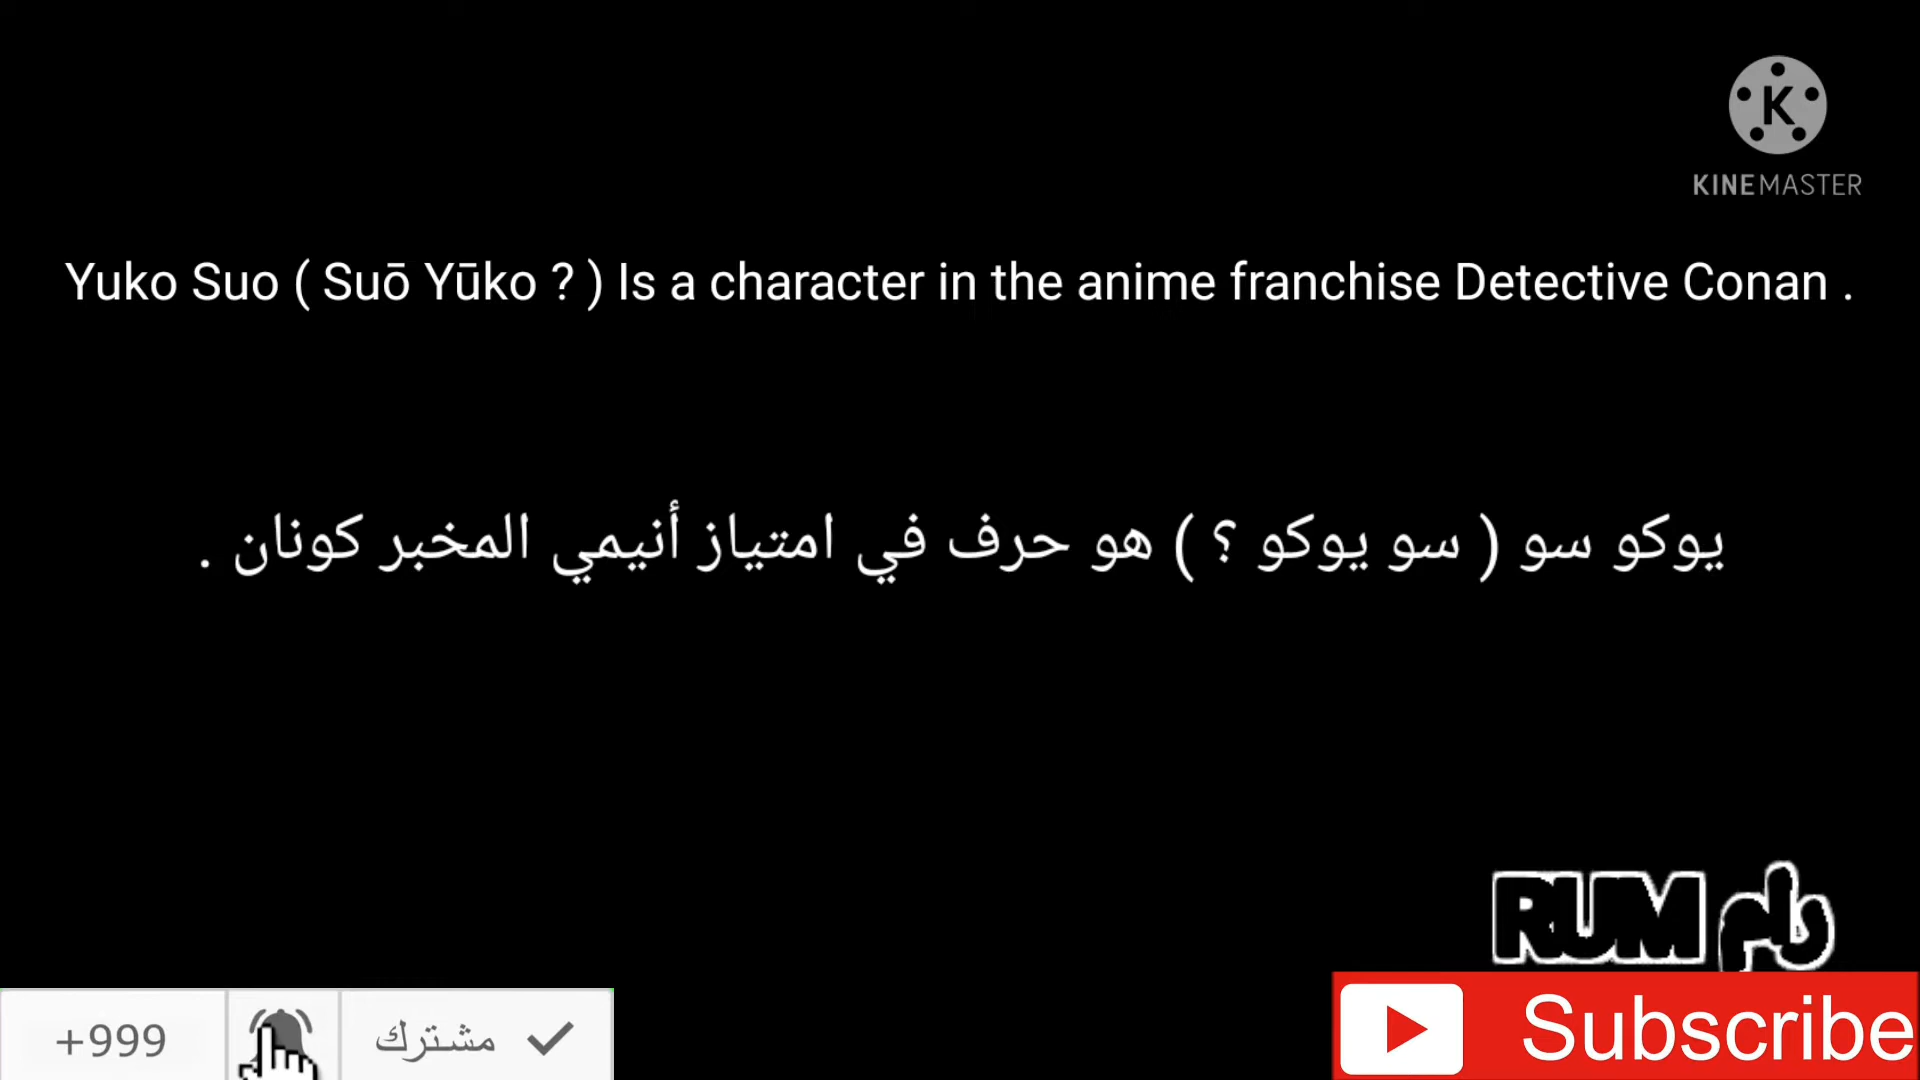 K
KINEMASTER
Yuko Suo ( Suō Yūko ? ) Is a character in the anime franchise Detective Conan .
يوكو سو ( سو يوكو ؟ ) هو حرف في امتياز أنيمي المخبر كونان .
RUM رام
+999 مشترك
Subscribe